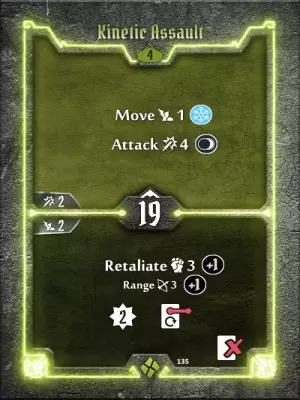 Kinetic Assault
4
Move 1
Attack 4
2
2
19
Retaliate 3 +1
Range 3 +1
2
135